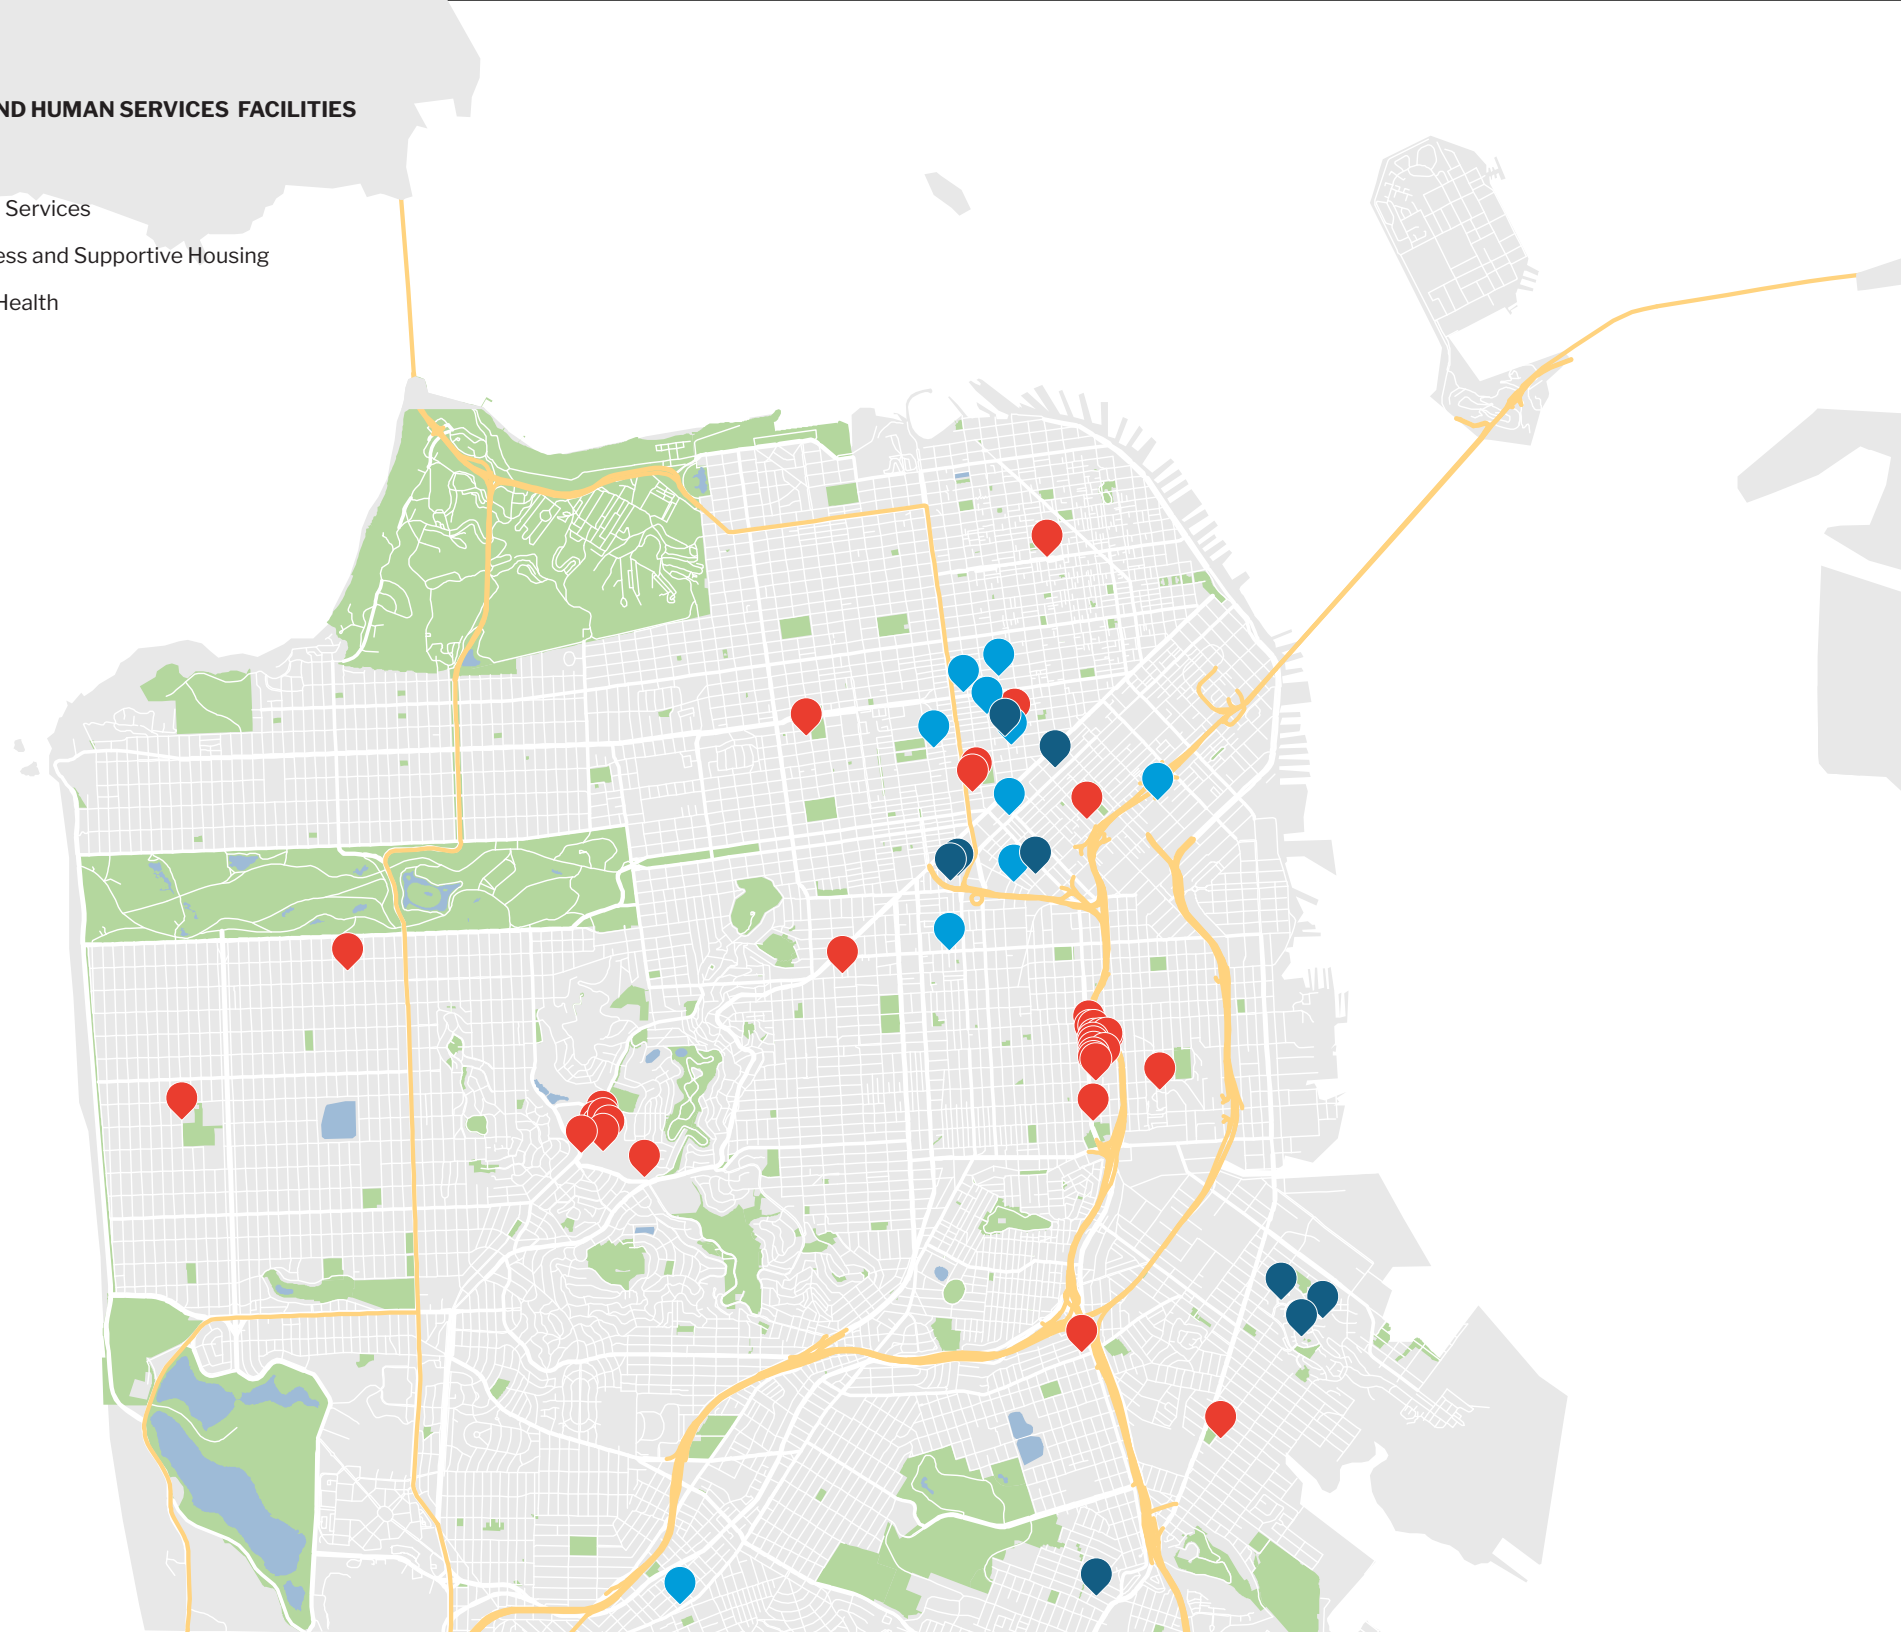 ND HUMAN SERVICES FACILITIES
Services
ess and Supportive Housing
Health